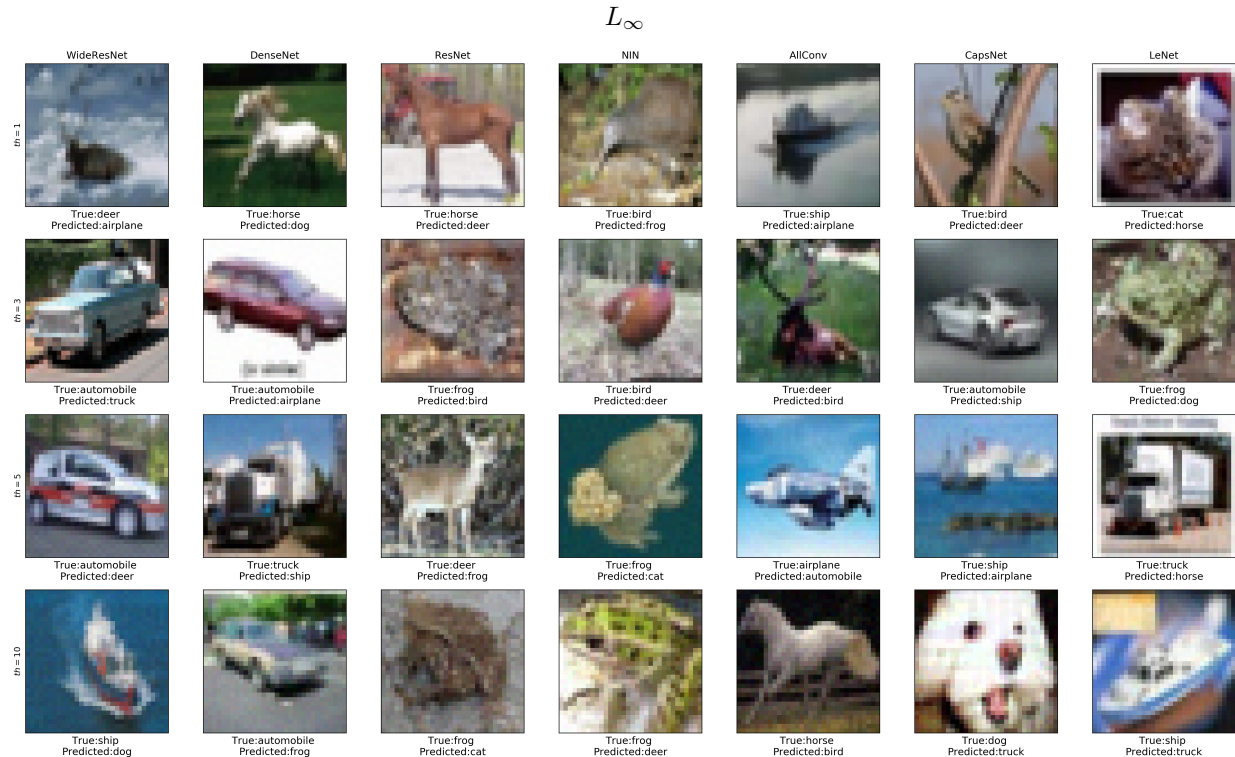 L∞
WideResNet DenseNet ResNet NIN AllConv CapsNet LeNet
th = 1
True:deer True:horse True:horse True:bird True:ship True:bird True:cat
Predicted:airplane Predicted:dog Predicted:deer Predicted:frog Predicted:airplane Predicted:deer Predicted:horse
th = 3
True:automobile True:automobile True:frog True:bird True:deer True:automobile True:frog
Predicted:truck Predicted:airplane Predicted:bird Predicted:deer Predicted:bird Predicted:ship Predicted:dog
th = 5
True:automobile True:truck True:deer True:frog True:airplane True:ship True:truck
Predicted:deer Predicted:ship Predicted:frog Predicted:cat Predicted:automobile Predicted:airplane Predicted:horse
th = 10
True:ship True:automobile True:frog True:frog True:horse True:dog True:ship
Predicted:dog Predicted:frog Predicted:cat Predicted:deer Predicted:bird Predicted:truck Predicted:truck